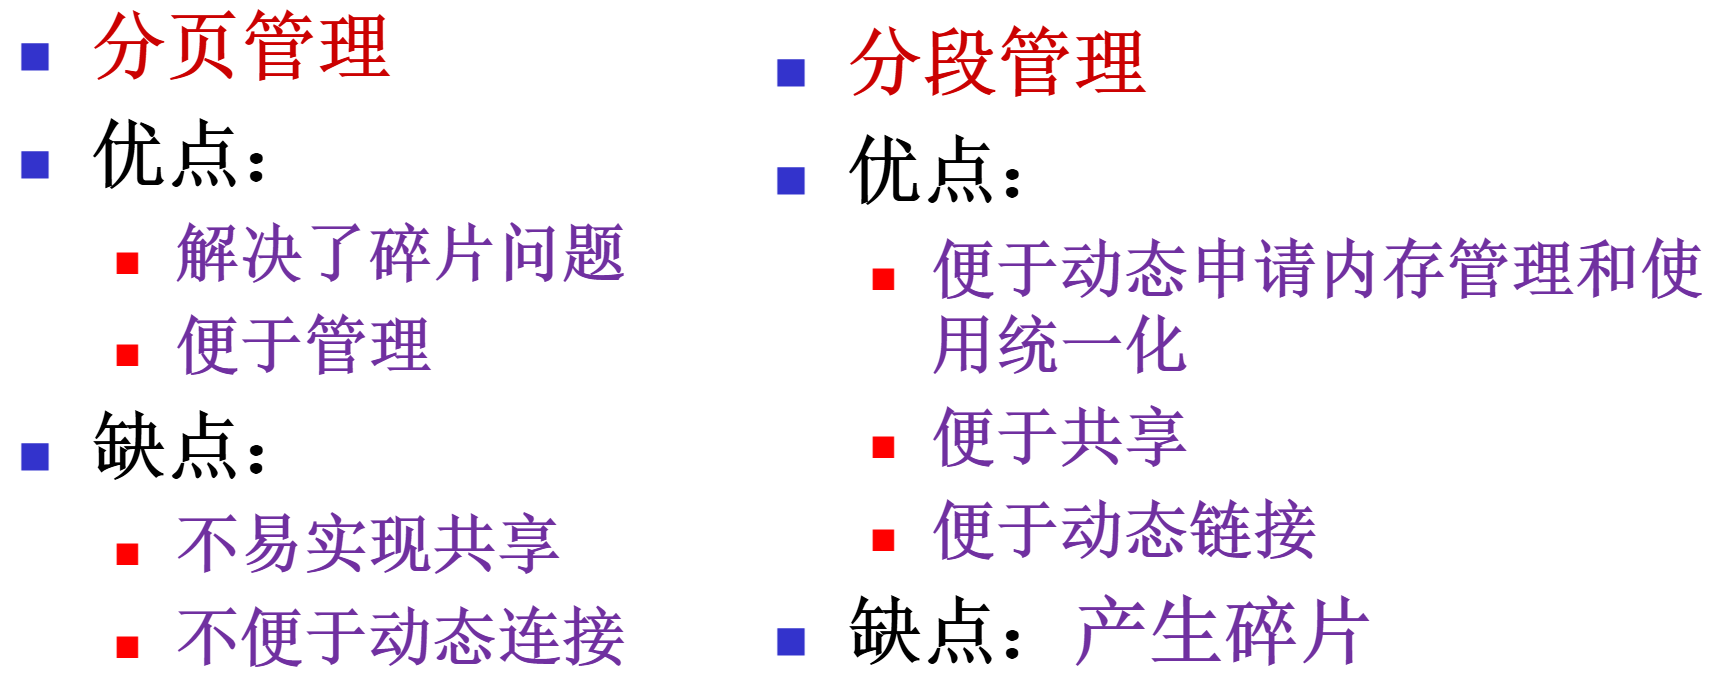 分页管理
优点：
解决了碎片问题
便于管理
缺点：
不易实现共享
不便于动态连接
分段管理
优点：
便于动态申请内存管理和使
用统一化
便于共享
便于动态链接
缺点：产生碎片